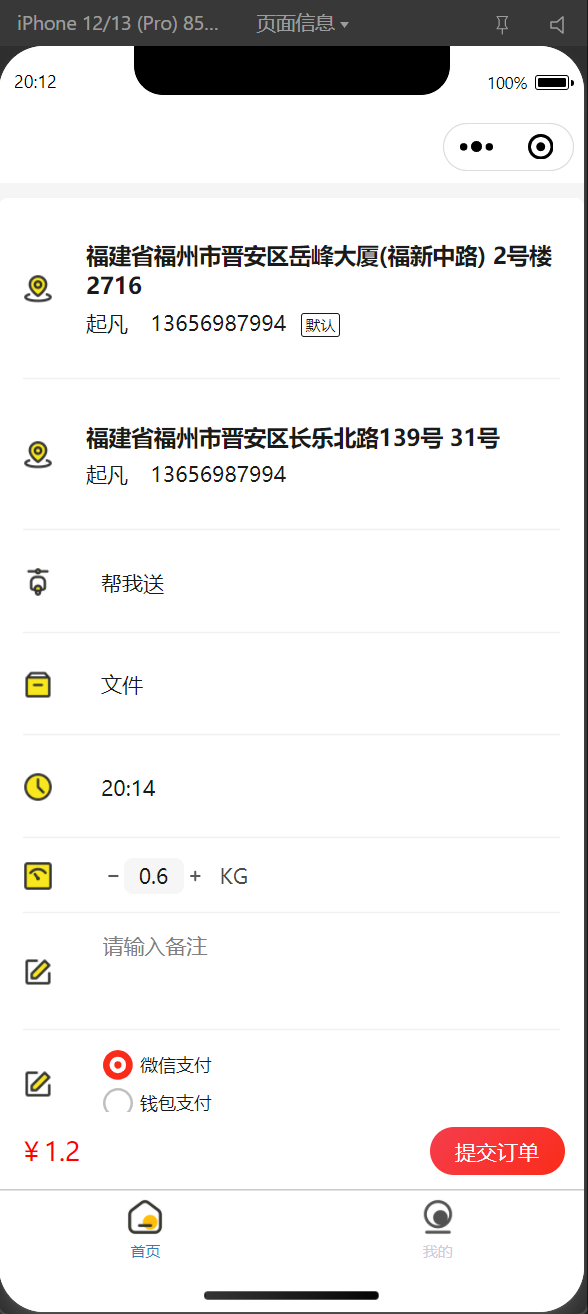 iPhone 12/13 (Pro) 85... 页面信息
20:12 100%
福建省福州市晋安区岳峰大厦(福新中路) 2号楼
2716
起凡 13656987994 默认
福建省福州市晋安区长乐北路139号 31号
起凡 13656987994
帮我送
文件
20:14
- 0.6 + KG
请输入备注
微信支付
钱包支付
¥ 1.2 提交订单
首页 我的